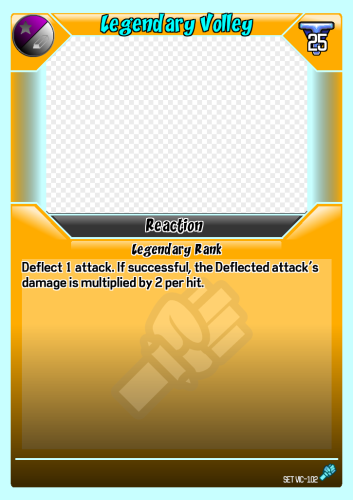 Legendary Volley
25
Reaction
Legendary Rank
Deflect 1 attack. If successful, the Deflected attack's
damage is multiplied by 2 per hit.
SET VIC-102